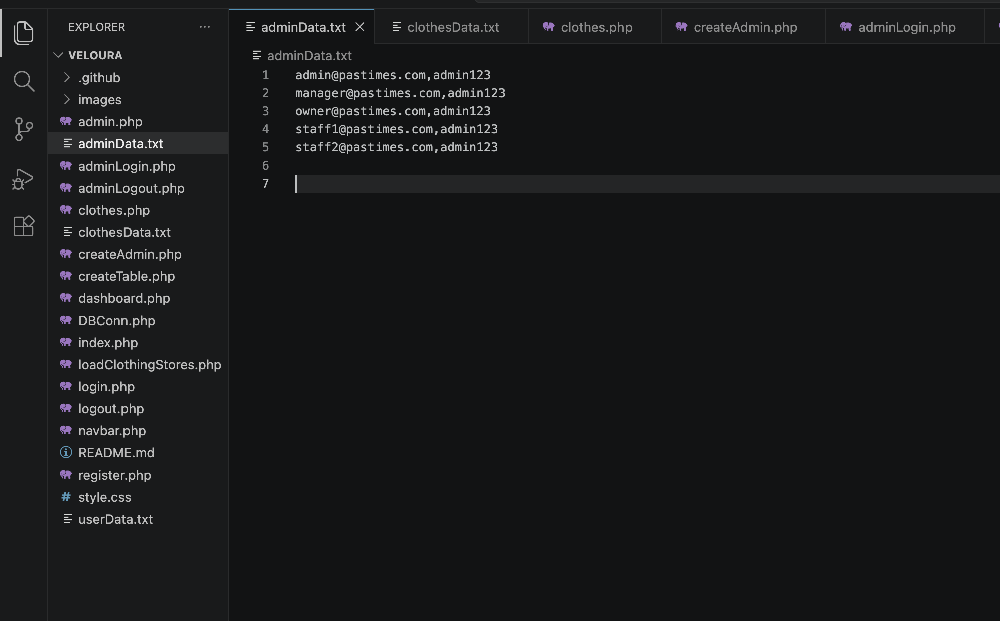 EXPLORER
VELOURA
.github
images
admin.php
adminData.txt
adminLogin.php
adminLogout.php
clothes.php
clothesData.txt
createAdmin.php
createTable.php
dashboard.php
DBConn.php
index.php
loadClothingStores.php
login.php
logout.php
navbar.php
README.md
register.php
# style.css
userData.txt
adminData.txt clothesData.txt clothes.php createAdmin.php adminLogin.php
adminData.txt
1 admin@pastimes.com,admin123
2 manager@pastimes.com,admin123
3 owner@pastimes.com,admin123
4 staff1@pastimes.com,admin123
5 staff2@pastimes.com,admin123
6
7